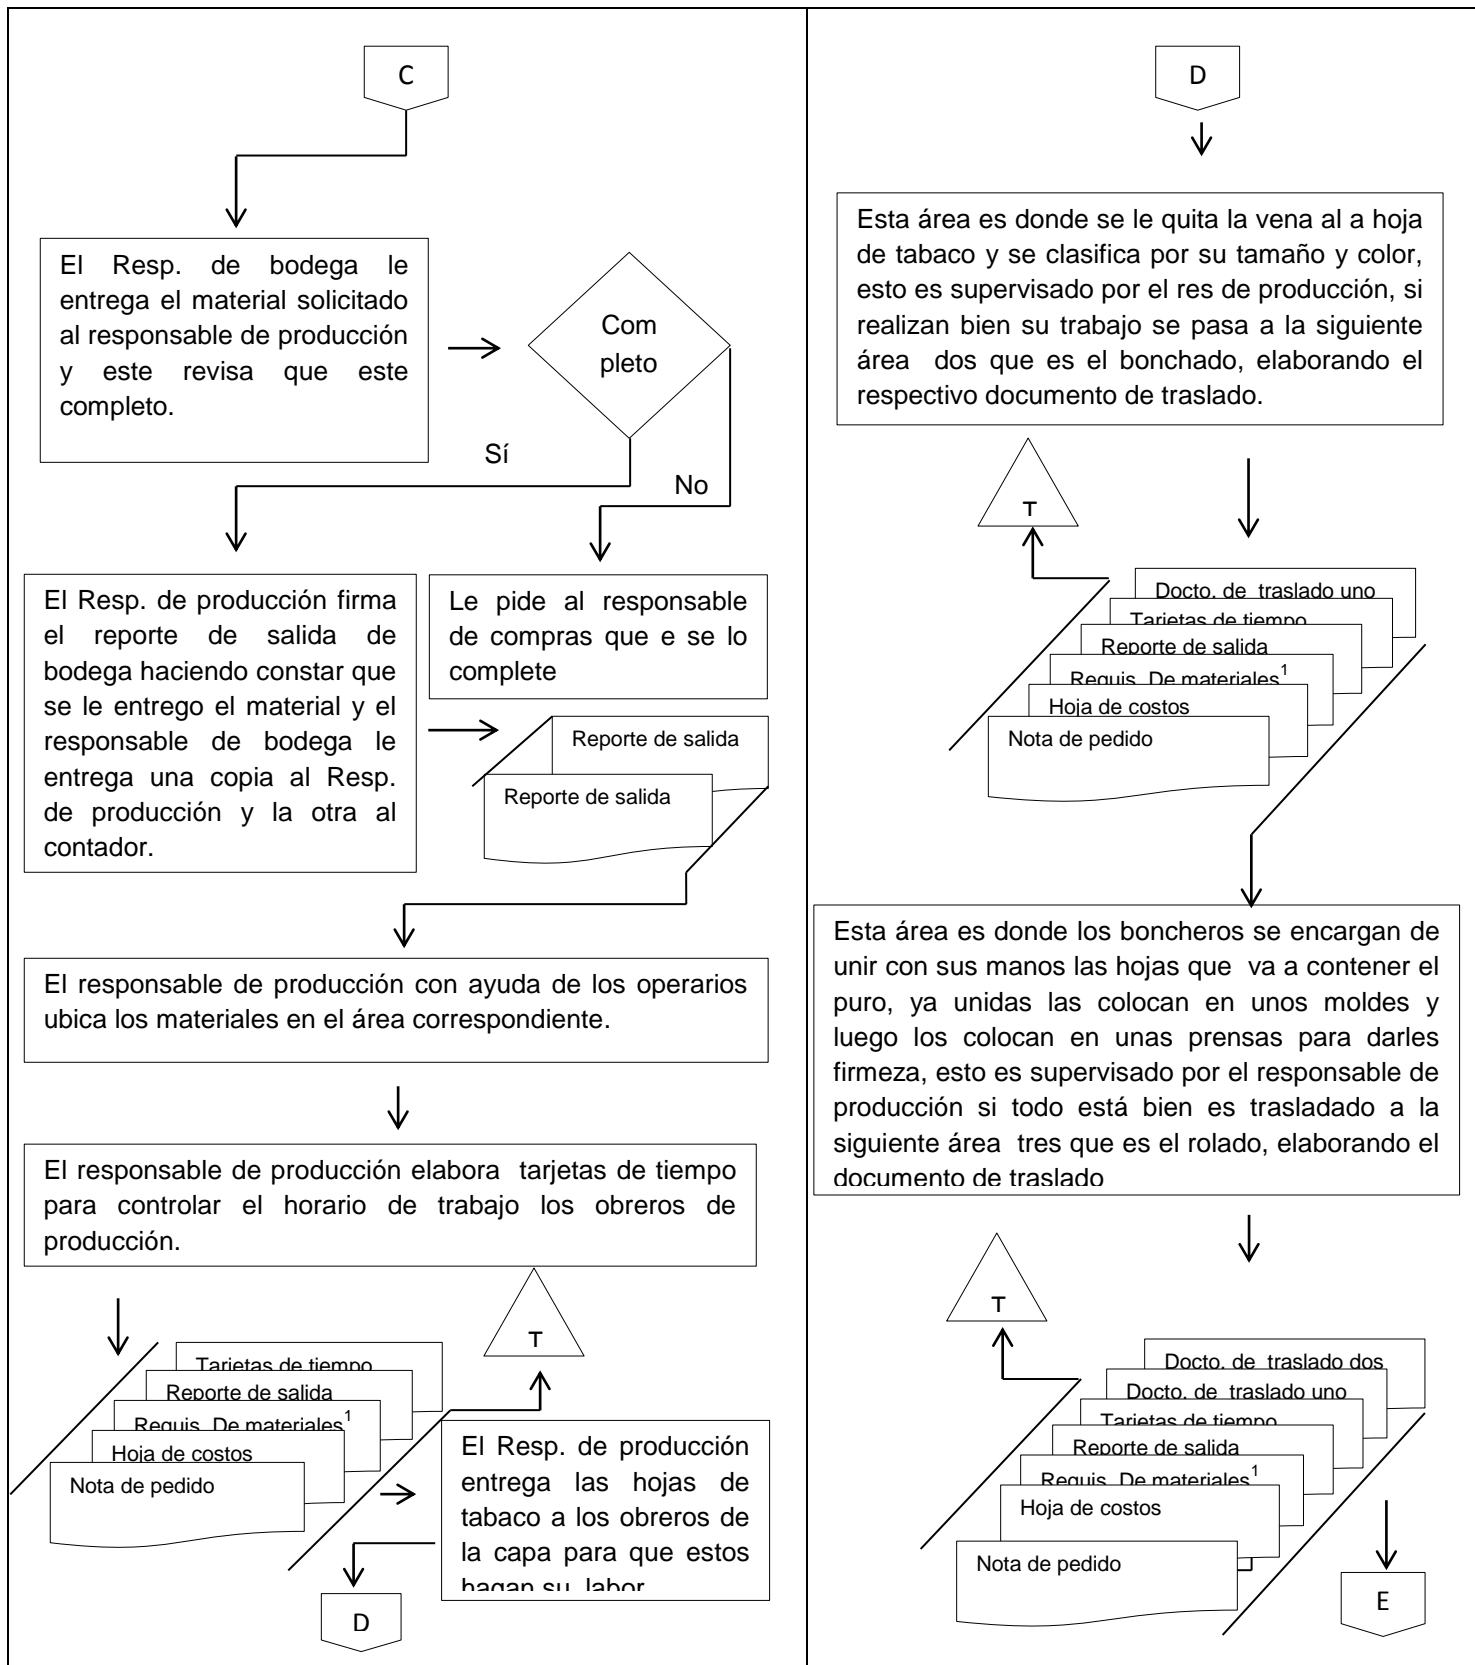 C
El Resp. de bodega le
entrega el material solicitado
al responsable de producción
y este revisa que este
completo.
Com
pleto
Sí
No
El Resp. de producción firma
el reporte de salida de
bodega haciendo constar que
se le entrego el material y el
responsable de bodega le
entrega una copia al Resp.
de producción y la otra al
contador.
Le pide al responsable
de compras que e se lo
complete
Reporte de salida
Reporte de salida
El responsable de producción con ayuda de los operarios
ubica los materiales en el área correspondiente.
El responsable de producción elabora tarjetas de tiempo
para controlar el horario de trabajo los obreros de
producción.
T
Tarjetas de tiempo
Reporte de salida
Requis. De materiales1
Hoja de costos
Nota de pedido
El Resp. de producción
entrega las hojas de
tabaco a los obreros de
la capa para que estos
hagan su labor
D
D
Esta área es donde se le quita la vena al a hoja
de tabaco y se clasifica por su tamaño y color,
esto es supervisado por el res de producción, si
realizan bien su trabajo se pasa a la siguiente
área dos que es el bonchado, elaborando el
respectivo documento de traslado.
T
Docto. de traslado uno
Tarjetas de tiempo
Reporte de salida
Requis. De materiales1
Hoja de costos
Nota de pedido
Esta área es donde los boncheros se encargan de
unir con sus manos las hojas que va a contener el
puro, ya unidas las colocan en unos moldes y
luego los colocan en unas prensas para darles
firmeza, esto es supervisado por el responsable de
producción si todo está bien es trasladado a la
siguiente área tres que es el rolado, elaborando el
documento de traslado
T
Docto. de traslado dos
Docto. de traslado uno
Tarjetas de tiempo
Reporte de salida
Requis. De materiales1
Hoja de costos
Nota de pedido
E